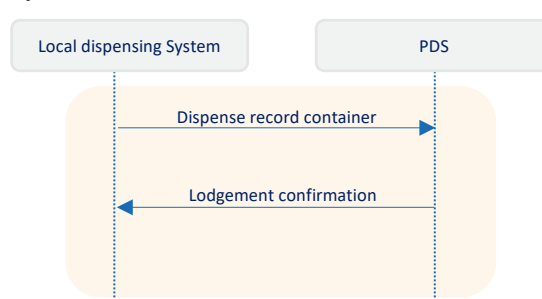 Local dispensing System
PDS
Dispense record container
Lodgement confirmation